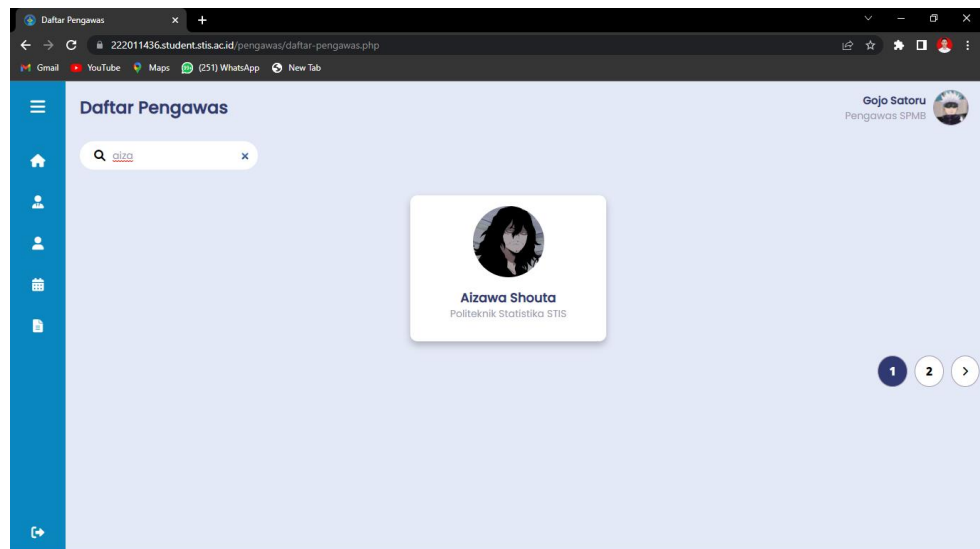 Daftar Pengawas
222011436.student.stis.ac.id/pengawas/daftar-pengawas.php
Gmail YouTube Maps (251) WhatsApp New Tab
Daftar Pengawas
Gojo Satoru
Pengawas SPMB
aiza
Aizawa Shouta
Politeknik Statistika STIS
1 2